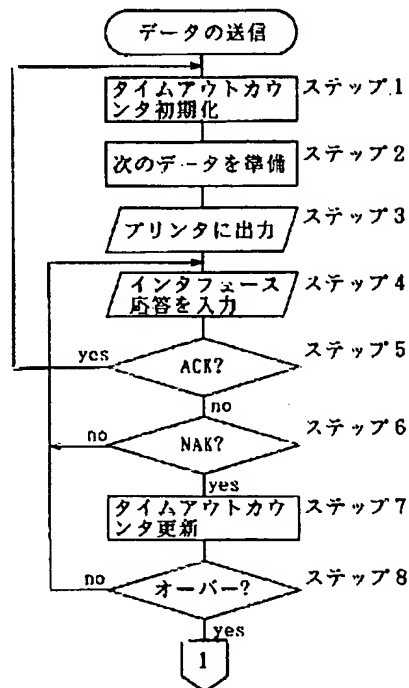 データの送信
タイムアウトカウ
ンタ初期化
ステップ1
次のデータを準備
ステップ2
プリンタに出力
ステップ3
インタフェース
応答を入力
ステップ4
yes
ACK?
ステップ5
no
no
NAK?
ステップ6
yes
タイムアウトカウ
ンタ更新
ステップ7
no
オーバー?
ステップ8
yes
1